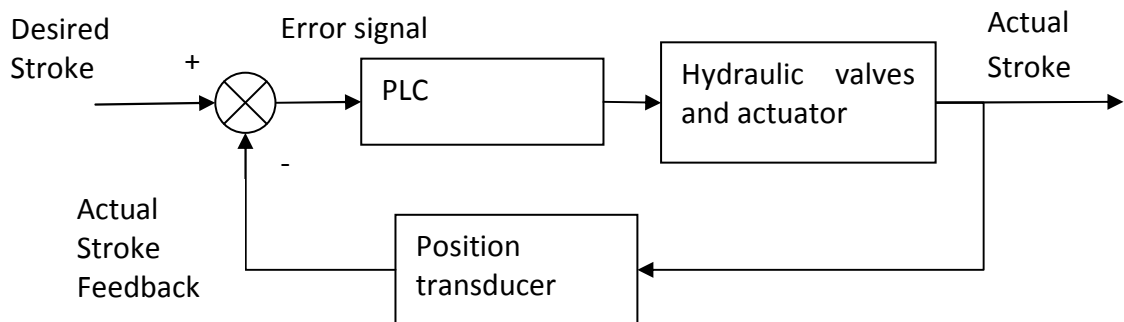 Desired
Stroke
+
Error signal
PLC
Hydraulic valves
and actuator
Actual
Stroke
-
Actual
Stroke
Feedback
Position
transducer